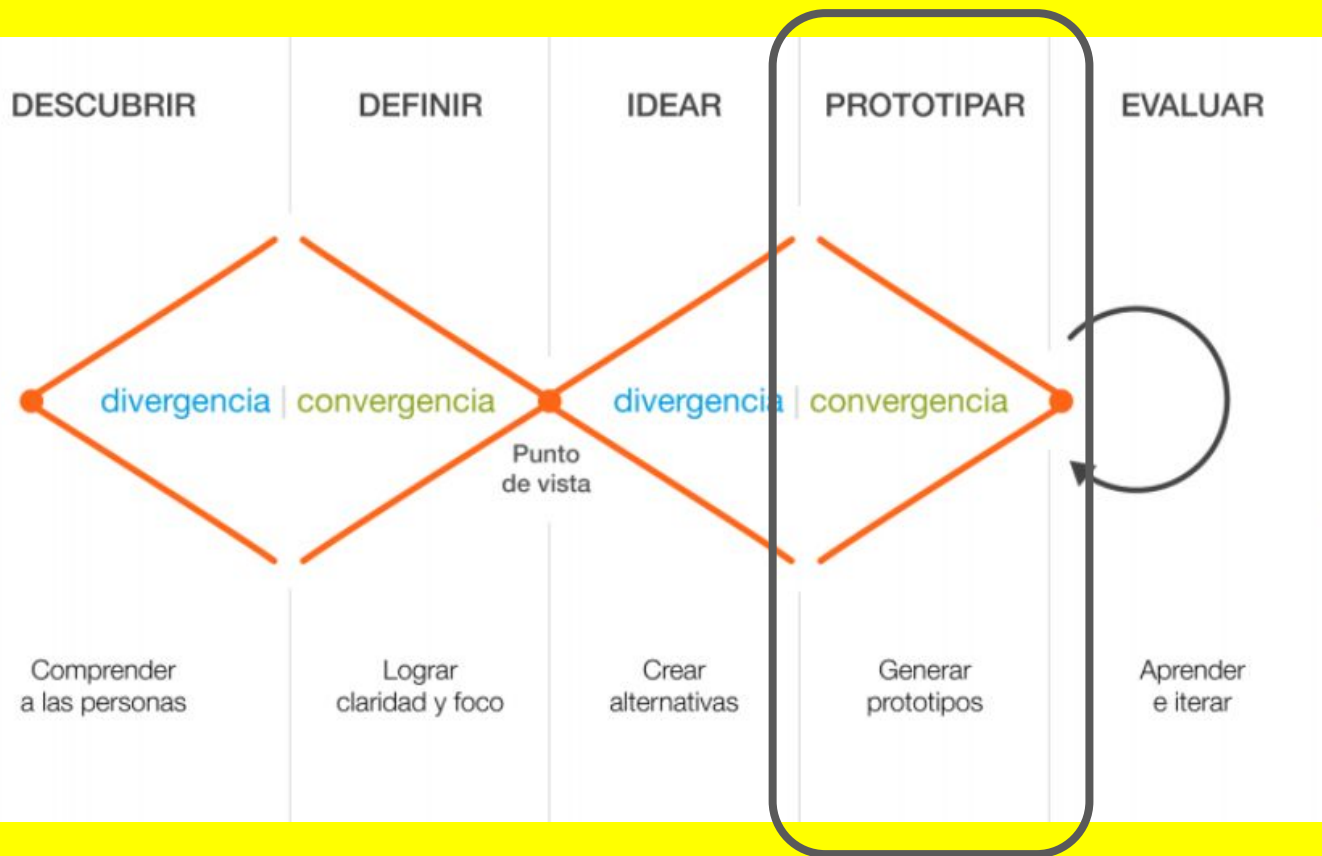 DESCUBRIR
DEFINIR
IDEAR
PROTOTIPAR
EVALUAR
divergencia | convergencia
divergencia | convergencia
Punto
de vista
Comprender
a las personas
Lograr
claridad y foco
Crear
alternativas
Generar
prototipos
Aprender
e iterar